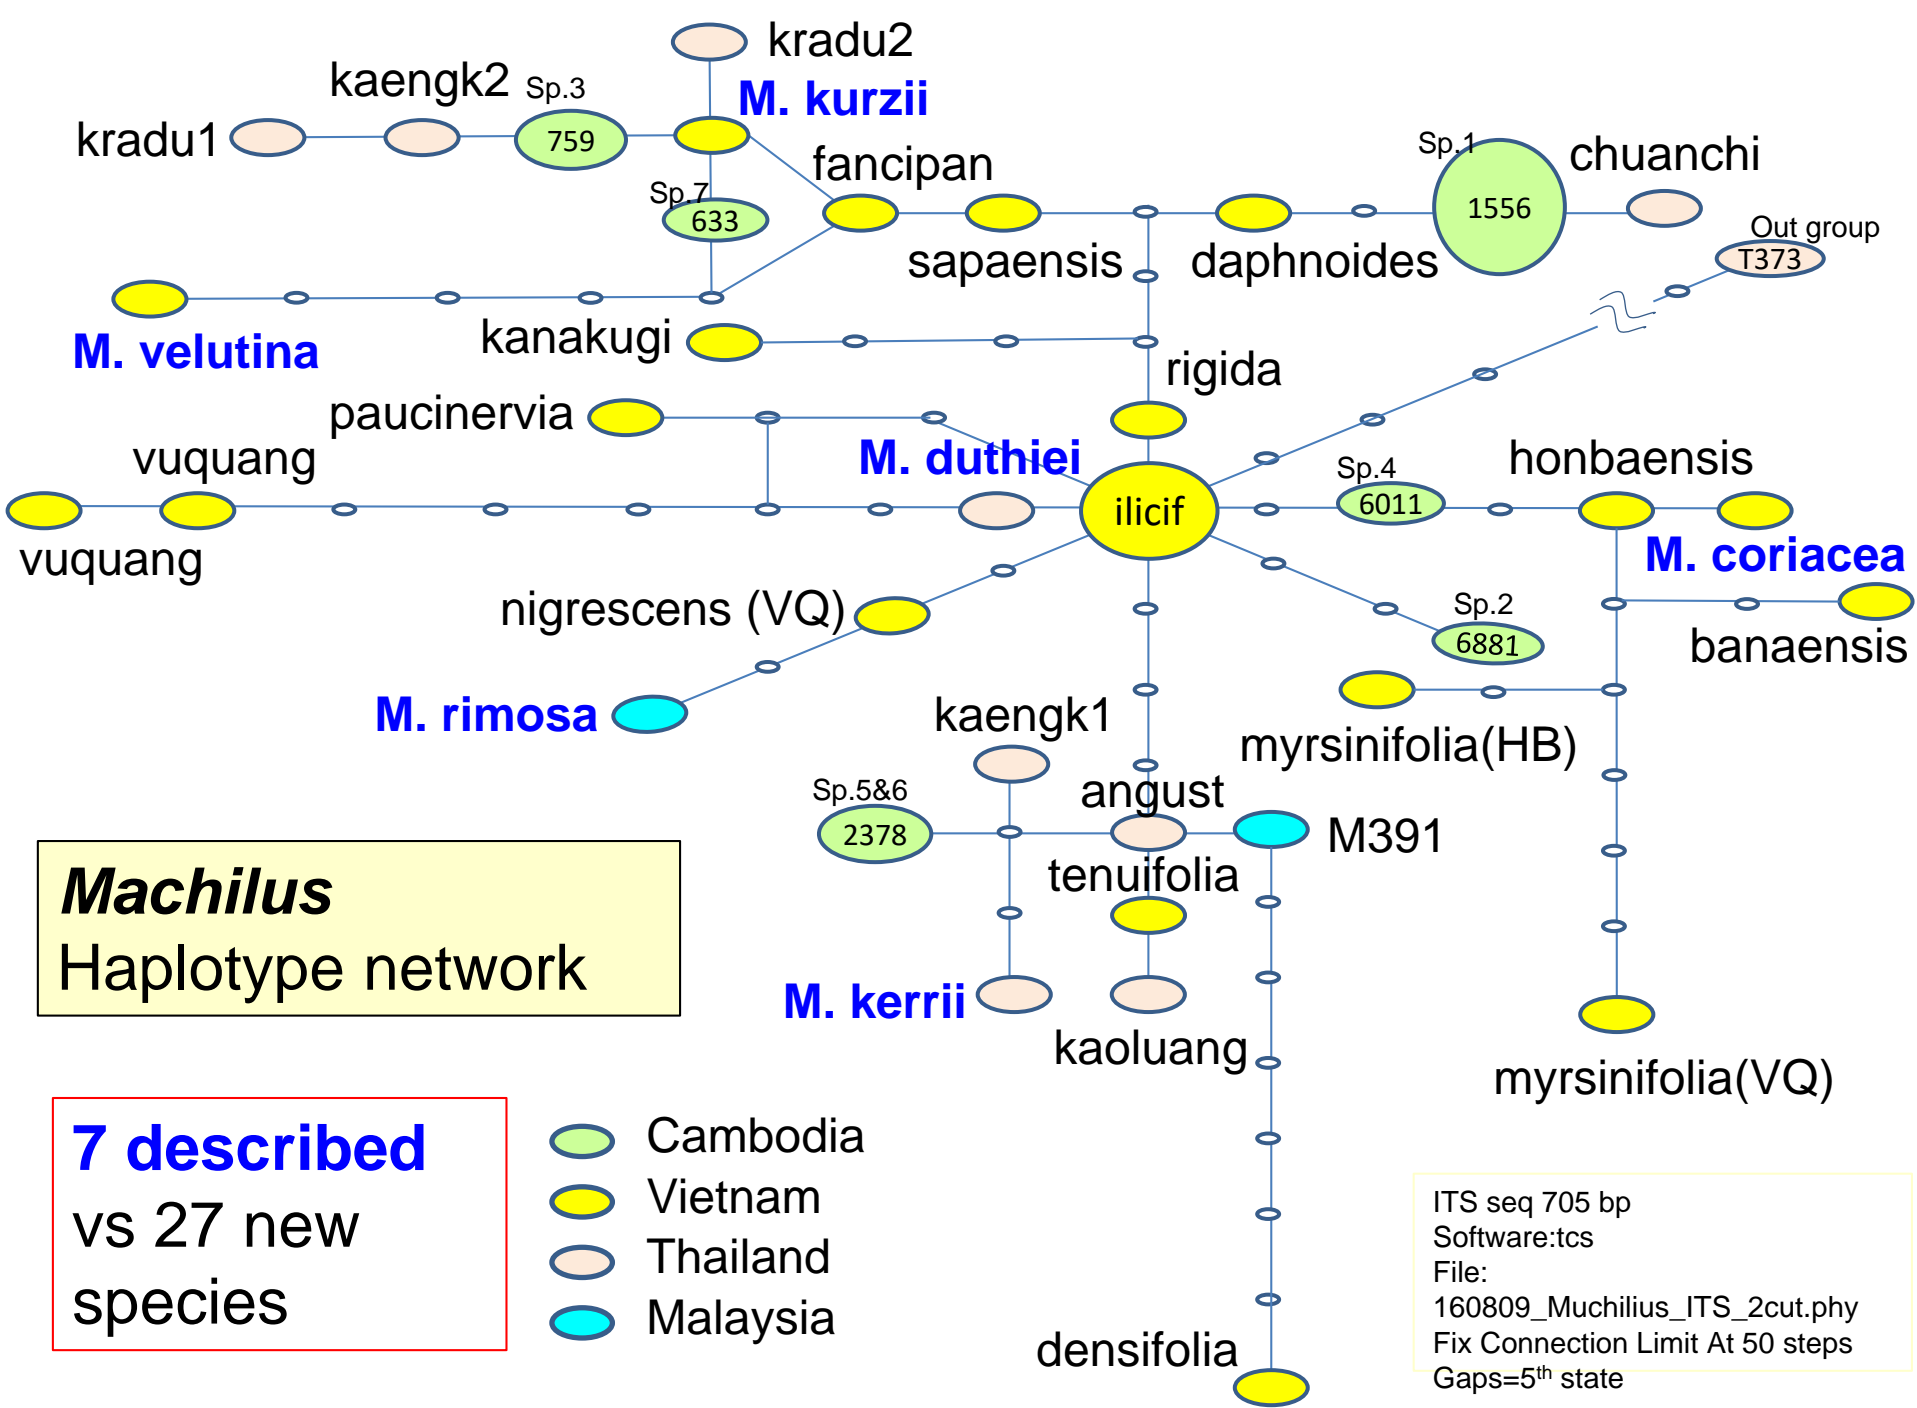 kradu2
kaengk2
Sp.3
M. kurzii
kradu1
759
fancipan
Sp.1
chuanchi
Sp.7
633
1556
Out group
T373
sapaensis
daphnoides
M. velutina
kanakugi
rigida
paucinervia
M. duthiei
vuquang
Sp.4
honbaensis
6011
ilicif
vuquang
M. coriacea
nigrescens (VQ)
Sp.2
6881
banaensis
M. rimosa
kaengk1
myrsinifolia(HB)
Sp.5&6
angust
2378
M391
tenuifolia
Machilus
Haplotype network
M. kerrii
kaoluang
myrsinifolia(VQ)
7 described
vs 27 new
species
Cambodia
Vietnam
Thailand
Malaysia
densifolia
ITS seq 705 bp
Software:tcs
File:
160809_Muchilius_ITS_2cut.phy
Fix Connection Limit At 50 steps
Gaps=5th state